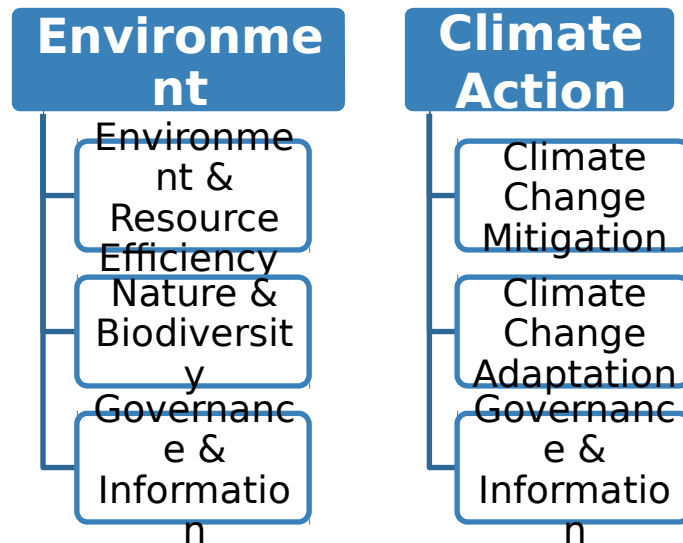 Environme
nt
Environme
nt &
Resource
Efficiency
Nature &
Biodiversit
y
Governanc
e &
Informatio
n
Climate
Action
Climate
Change
Mitigation
Climate
Change
Adaptation
Governanc
e &
Informatio
n